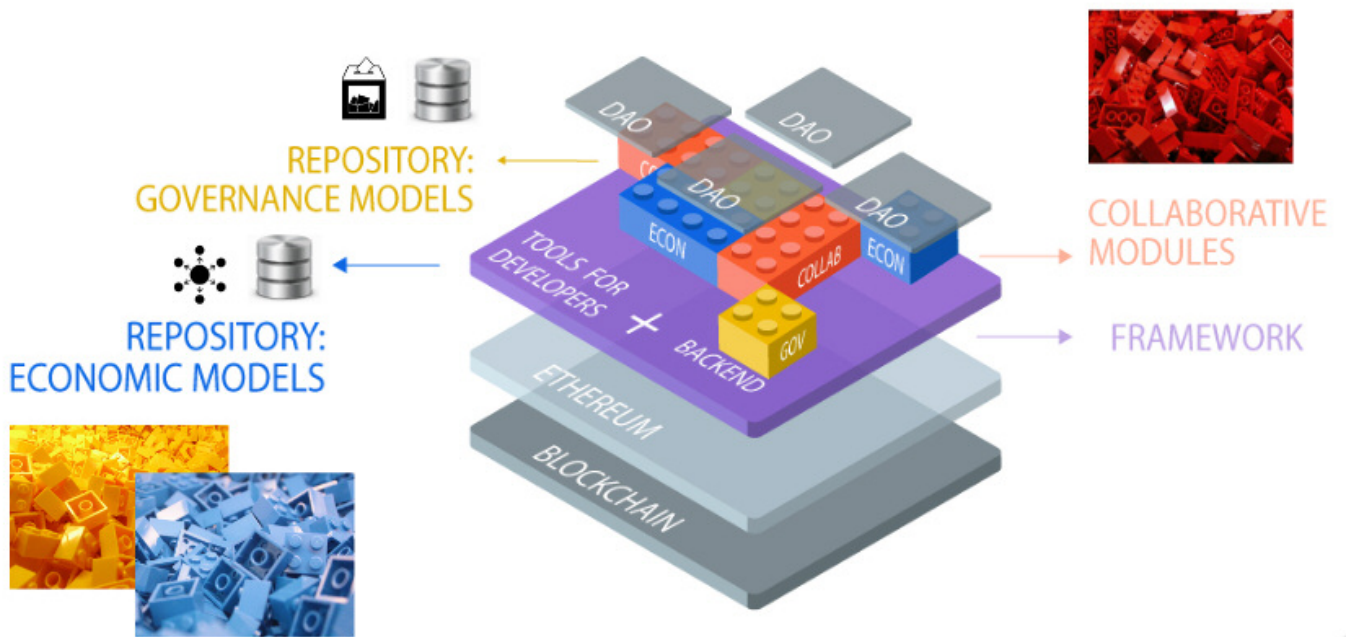 REPOSITORY:
GOVERNANCE MODELS
REPOSITORY:
ECONOMIC MODELS
DAO
DAO
DAO
DAO
ECON
COLLAB
ECON
GOV
TOOLS FOR
DEVELOPERS
+
BACKEND
ETHEREUM
BLOCKCHAIN
COLLABORATIVE
MODULES
FRAMEWORK